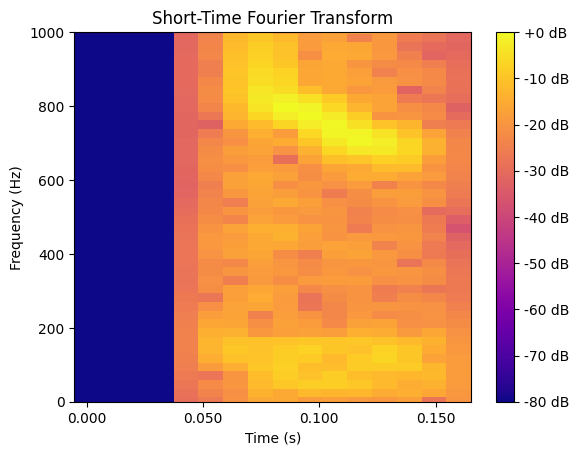 Short-Time Fourier Transform
Frequency (Hz)
1000
800
600
400
200
0
0.000
0.050
0.100
0.150
Time (s)
+0 dB
-10 dB
-20 dB
-30 dB
-40 dB
-50 dB
-60 dB
-70 dB
-80 dB